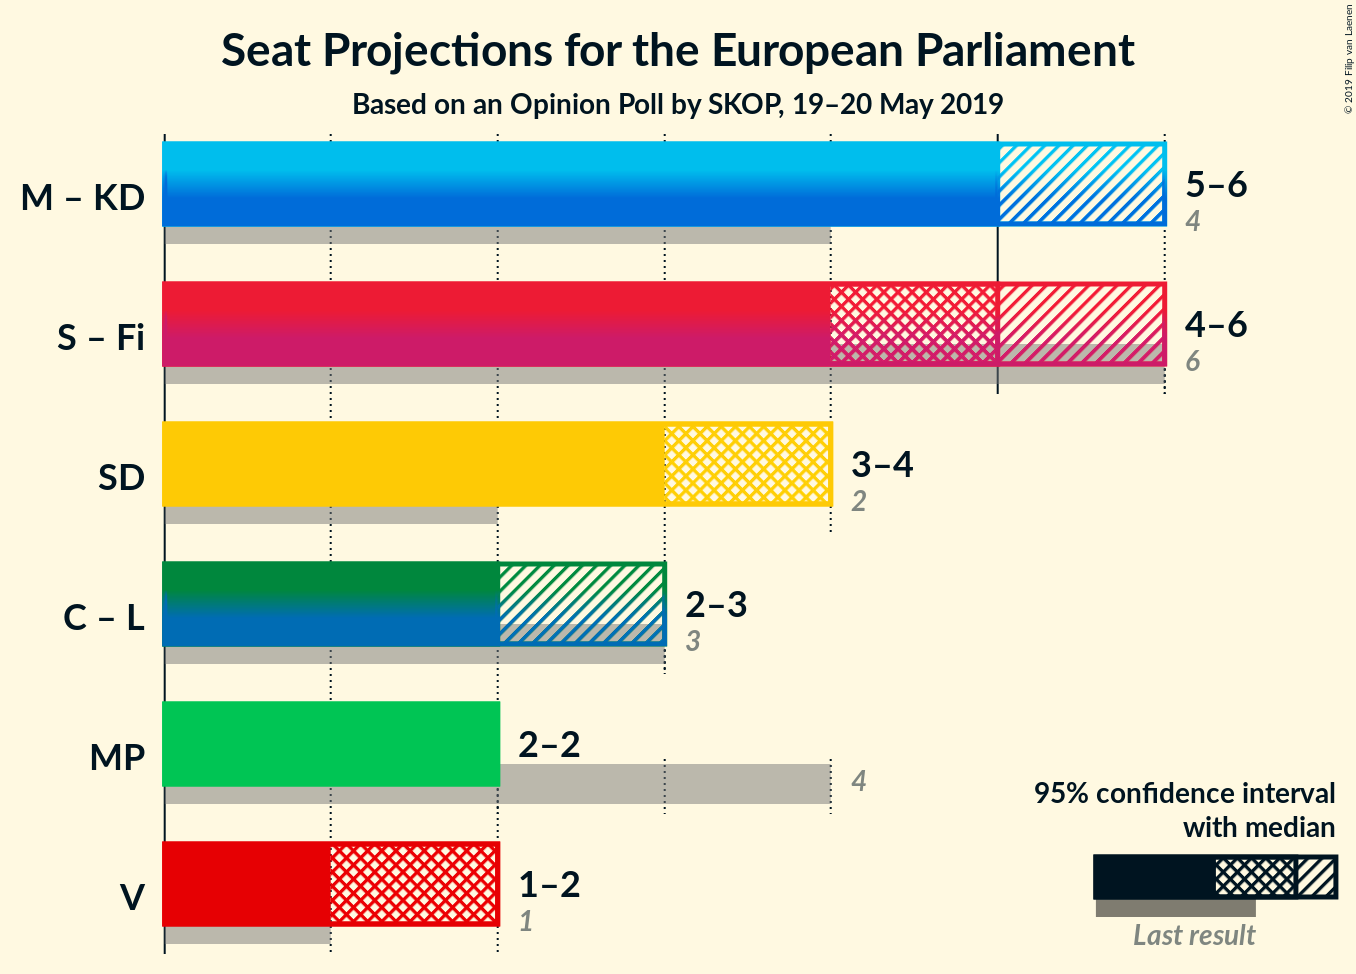 Seat Projections for the European Parliament
Based on an Opinion Poll by SKOP, 19–20 May 2019
© 2019 Filip van Laenen
M – KD
5–6
4
S – Fi
4–6
6
SD
3–4
2
C – L
2–3
3
MP
2–2
4
V
1–2
1
95% confidence interval
with median
Last result